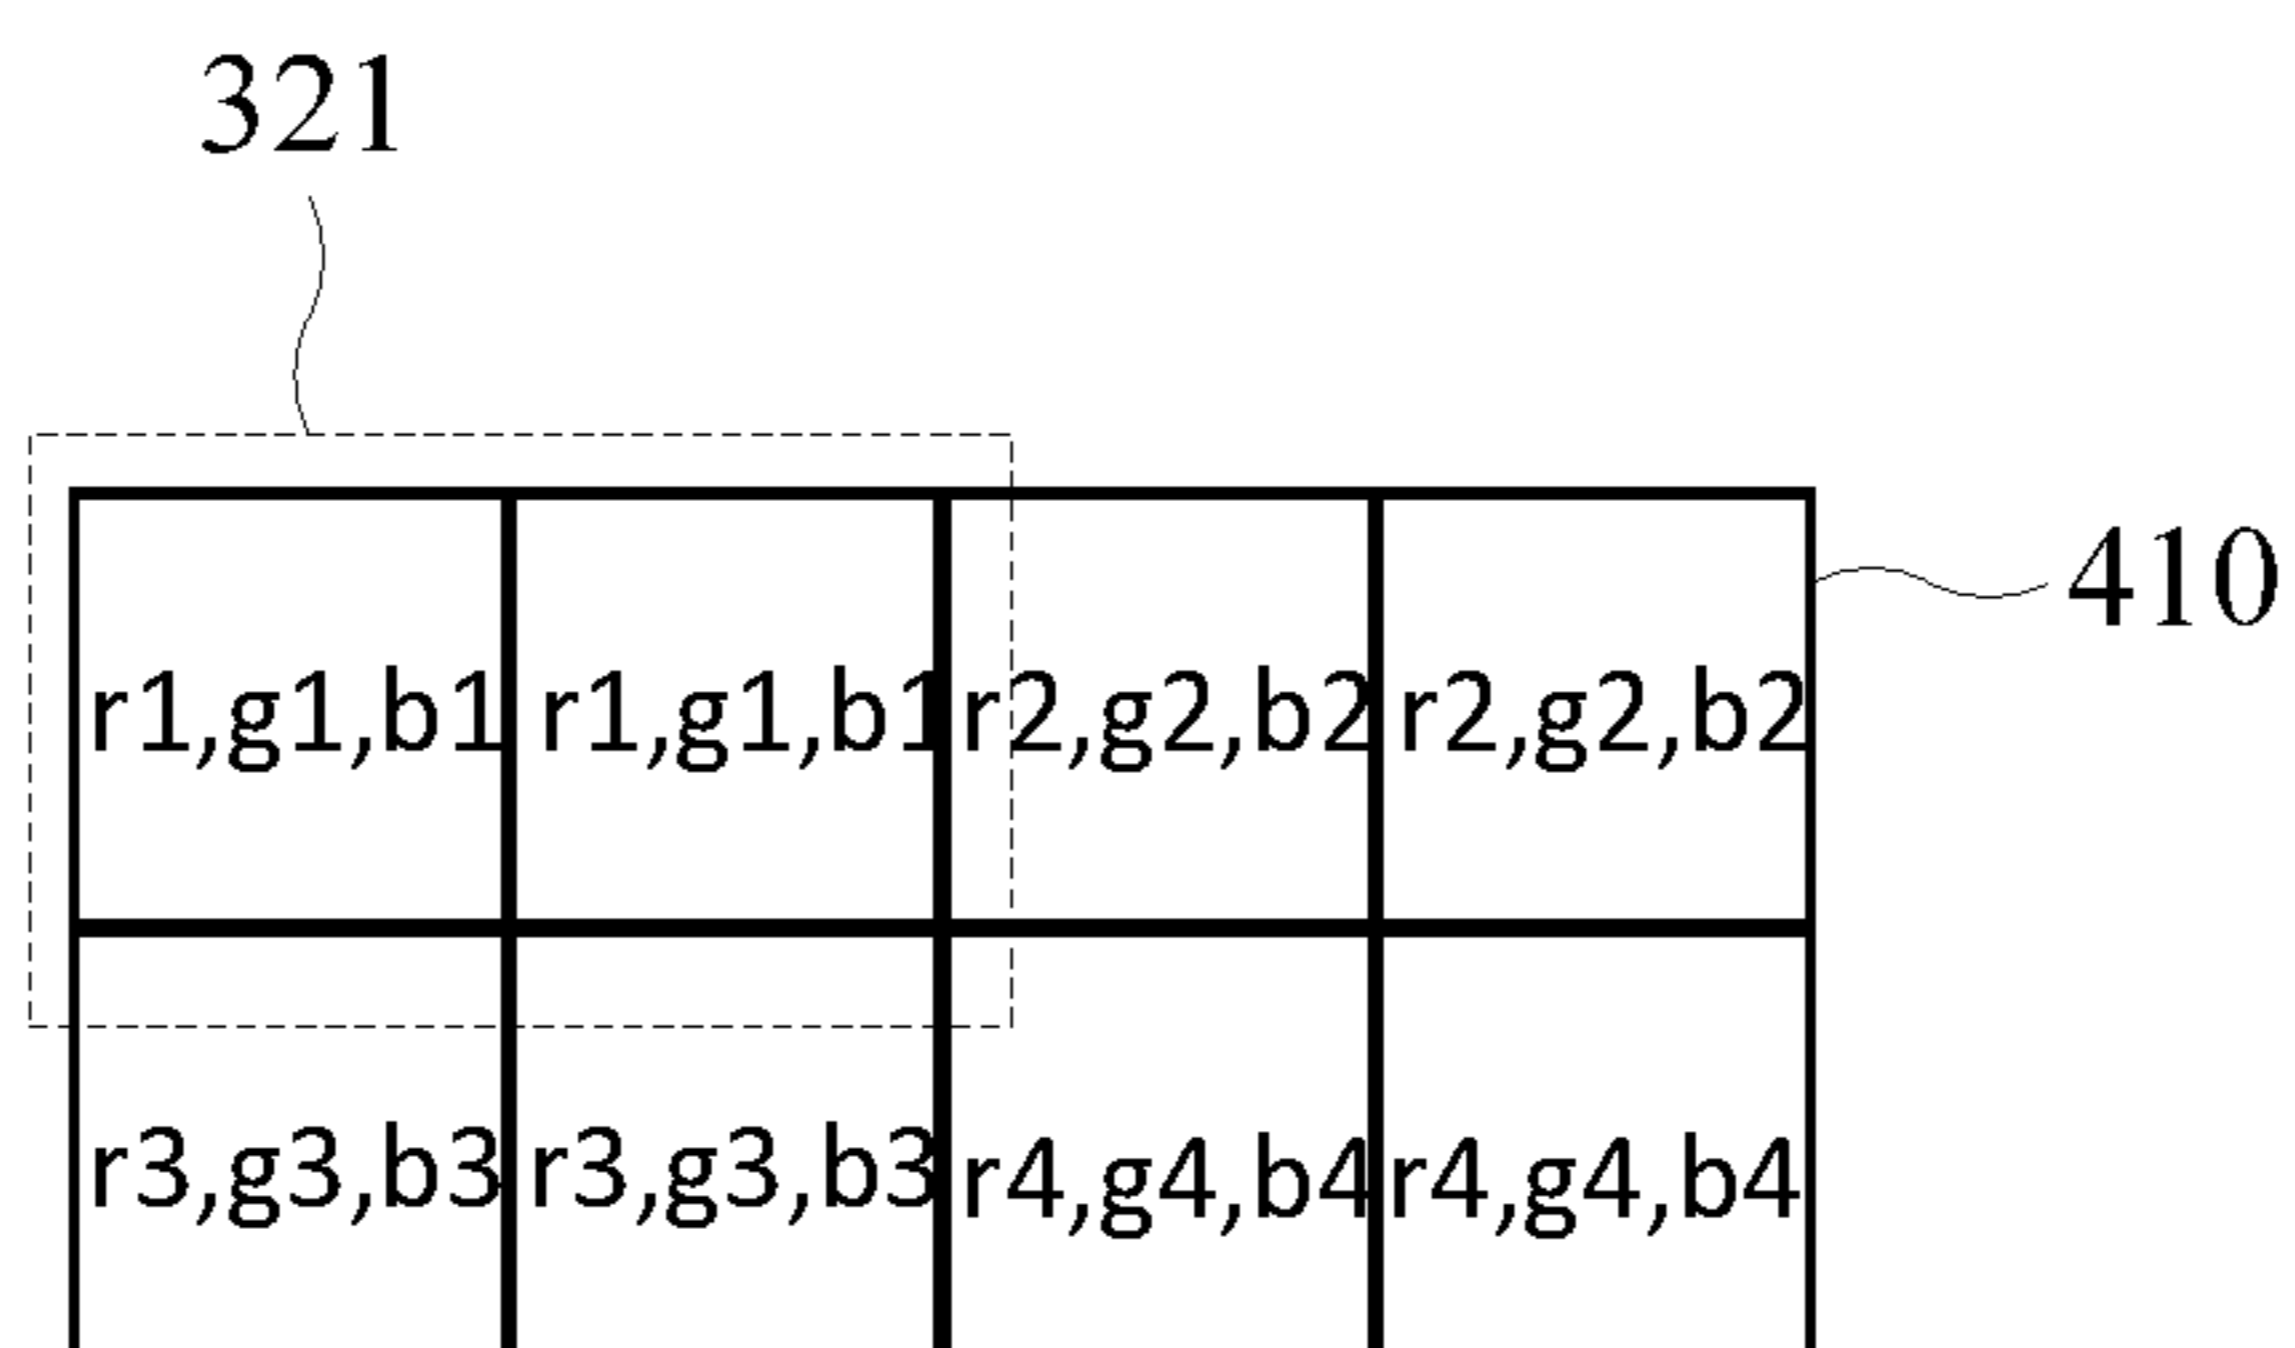 321
410
r1,g1,b1 r1,g1,b1 r2,g2,b2 r2,g2,b2
r3,g3,b3 r3,g3,b3 r4,g4,b4 r4,g4,b4